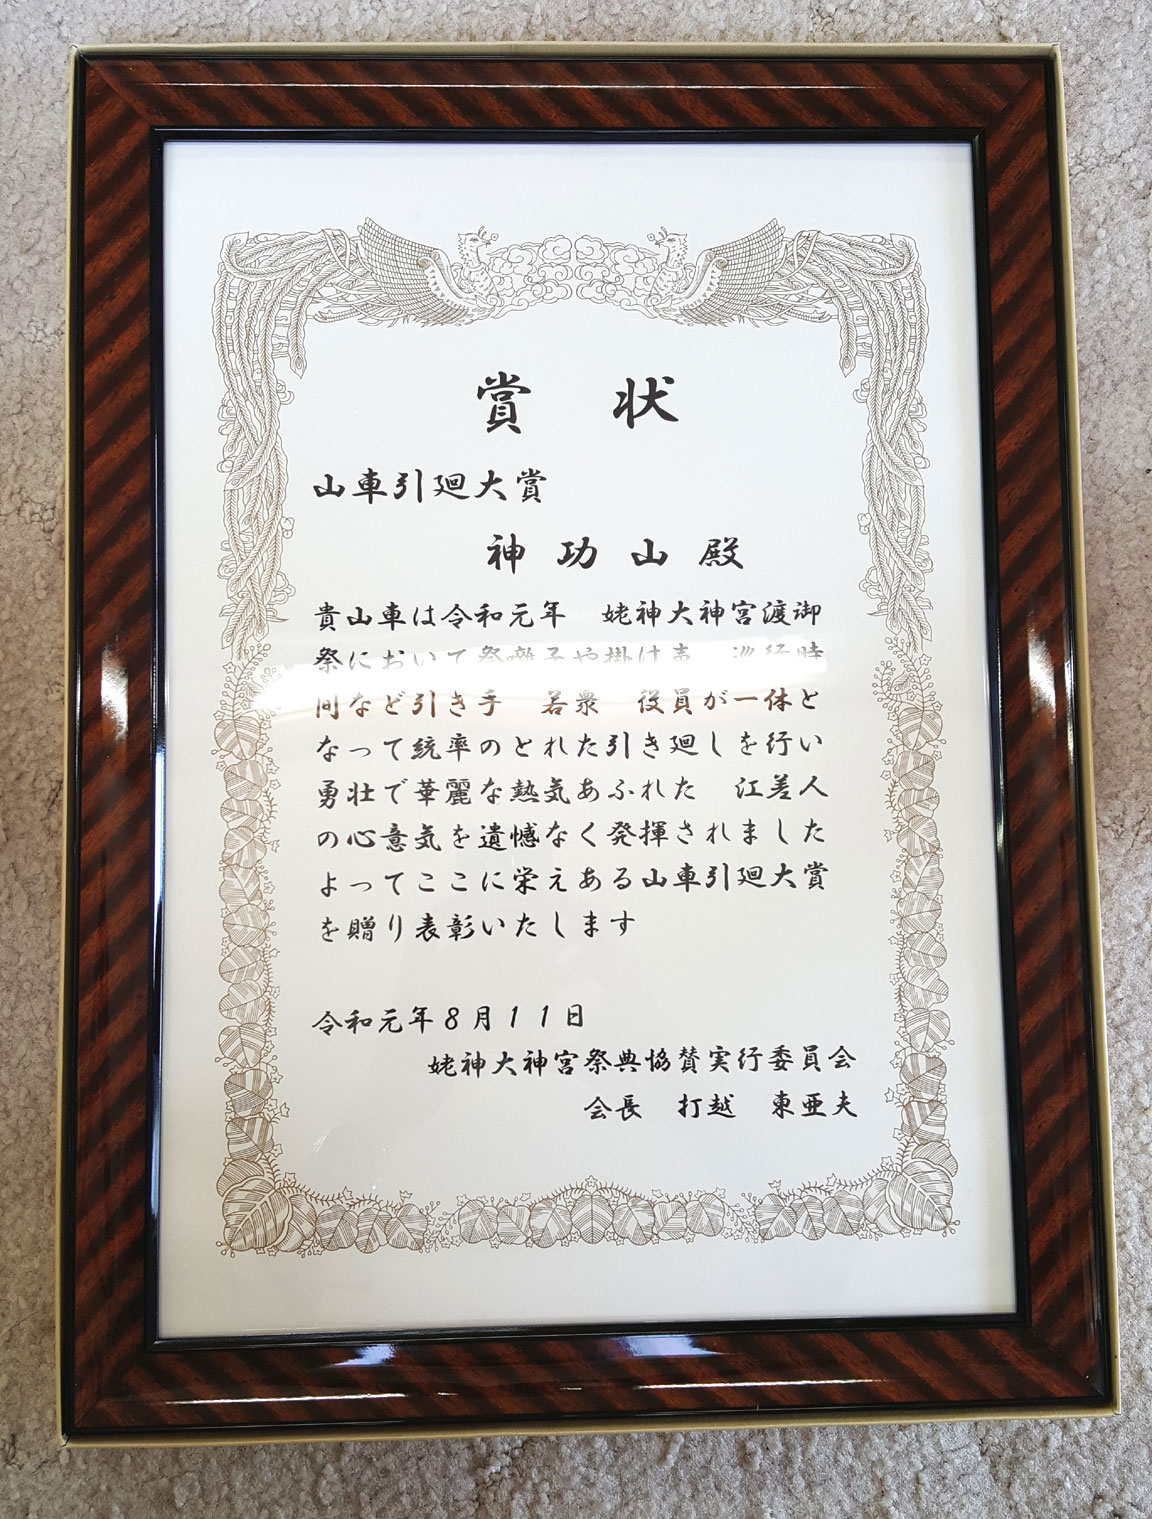 賞 状
山車引廻大賞
神功山殿
貴山車は令和元年 姥神大神宮渡御
祭において祭囃子や掛け声 巡行時
間など引き手 若衆 役員が一体と
なって統率のとれた引き廻しを行い
勇壮で華麗な熱気あふれた 江差人
の心意気を遺憾なく発揮されました
よってここに栄えある山車引廻大賞
を贈り表彰いたします
令和元年8月11日
姥神大神宮祭典協賛実行委員会
会長 打越 東亜夫